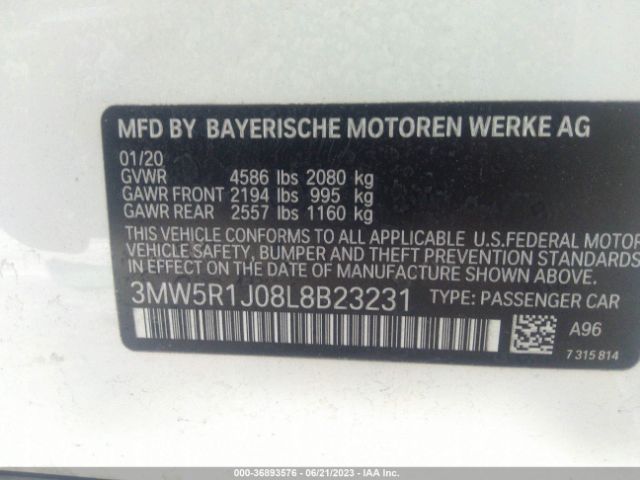 MFD BY BAYERISCHE MOTOREN WERKE AG
01/20
GVWR 4586 lbs 2080 kg
GAWR FRONT 2194 lbs 995 kg
GAWR REAR 2557 lbs 1160 kg
THIS VEHICLE CONFORMS TO ALL APPLICABLE U.S.FEDERAL MOTOR
VEHICLE SAFETY, BUMPER AND THEFT PREVENTION STANDARDS
IN EFFECT ON THE DATE OF MANUFACTURE SHOWN ABOVE.
3MW5R1J08L8B23231 TYPE: PASSENGER CAR
A96
7 315 814
000-36893576 - 06/21/2023 - IAAI.com